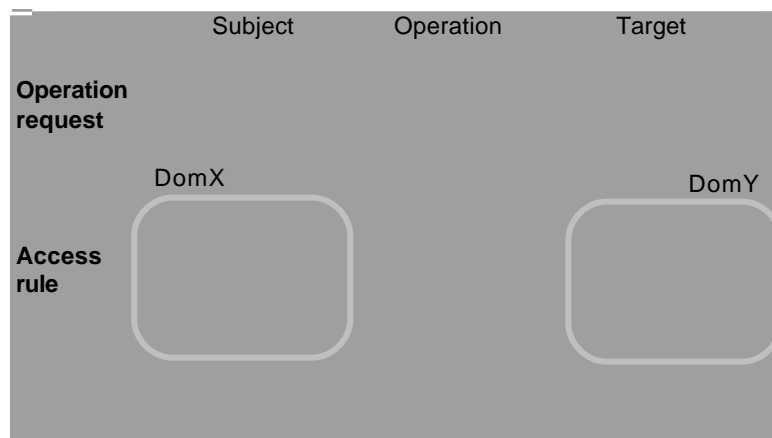 Subject Operation Target
Operation
request
DomX DomY
Access
rule